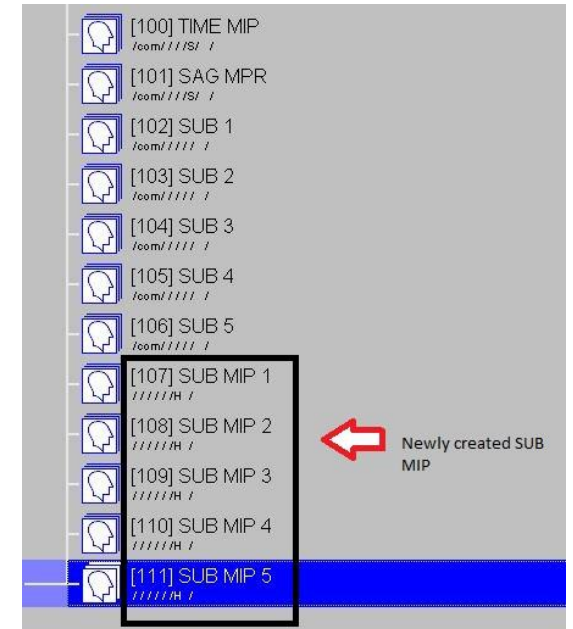 [100] TIME MIP
/com////S/ /
[101] SAG MPR
/com////S/ /
[102] SUB 1
/com///// /
[103] SUB 2
/com///// /
[104] SUB 3
/com///// /
[105] SUB 4
/com///// /
[106] SUB 5
/com///// /
[107] SUB MIP 1
//////H /
[108] SUB MIP 2
//////H /
[109] SUB MIP 3
//////H /
[110] SUB MIP 4
//////H /
[111] SUB MIP 5
//////H /
Newly created SUB
MIP